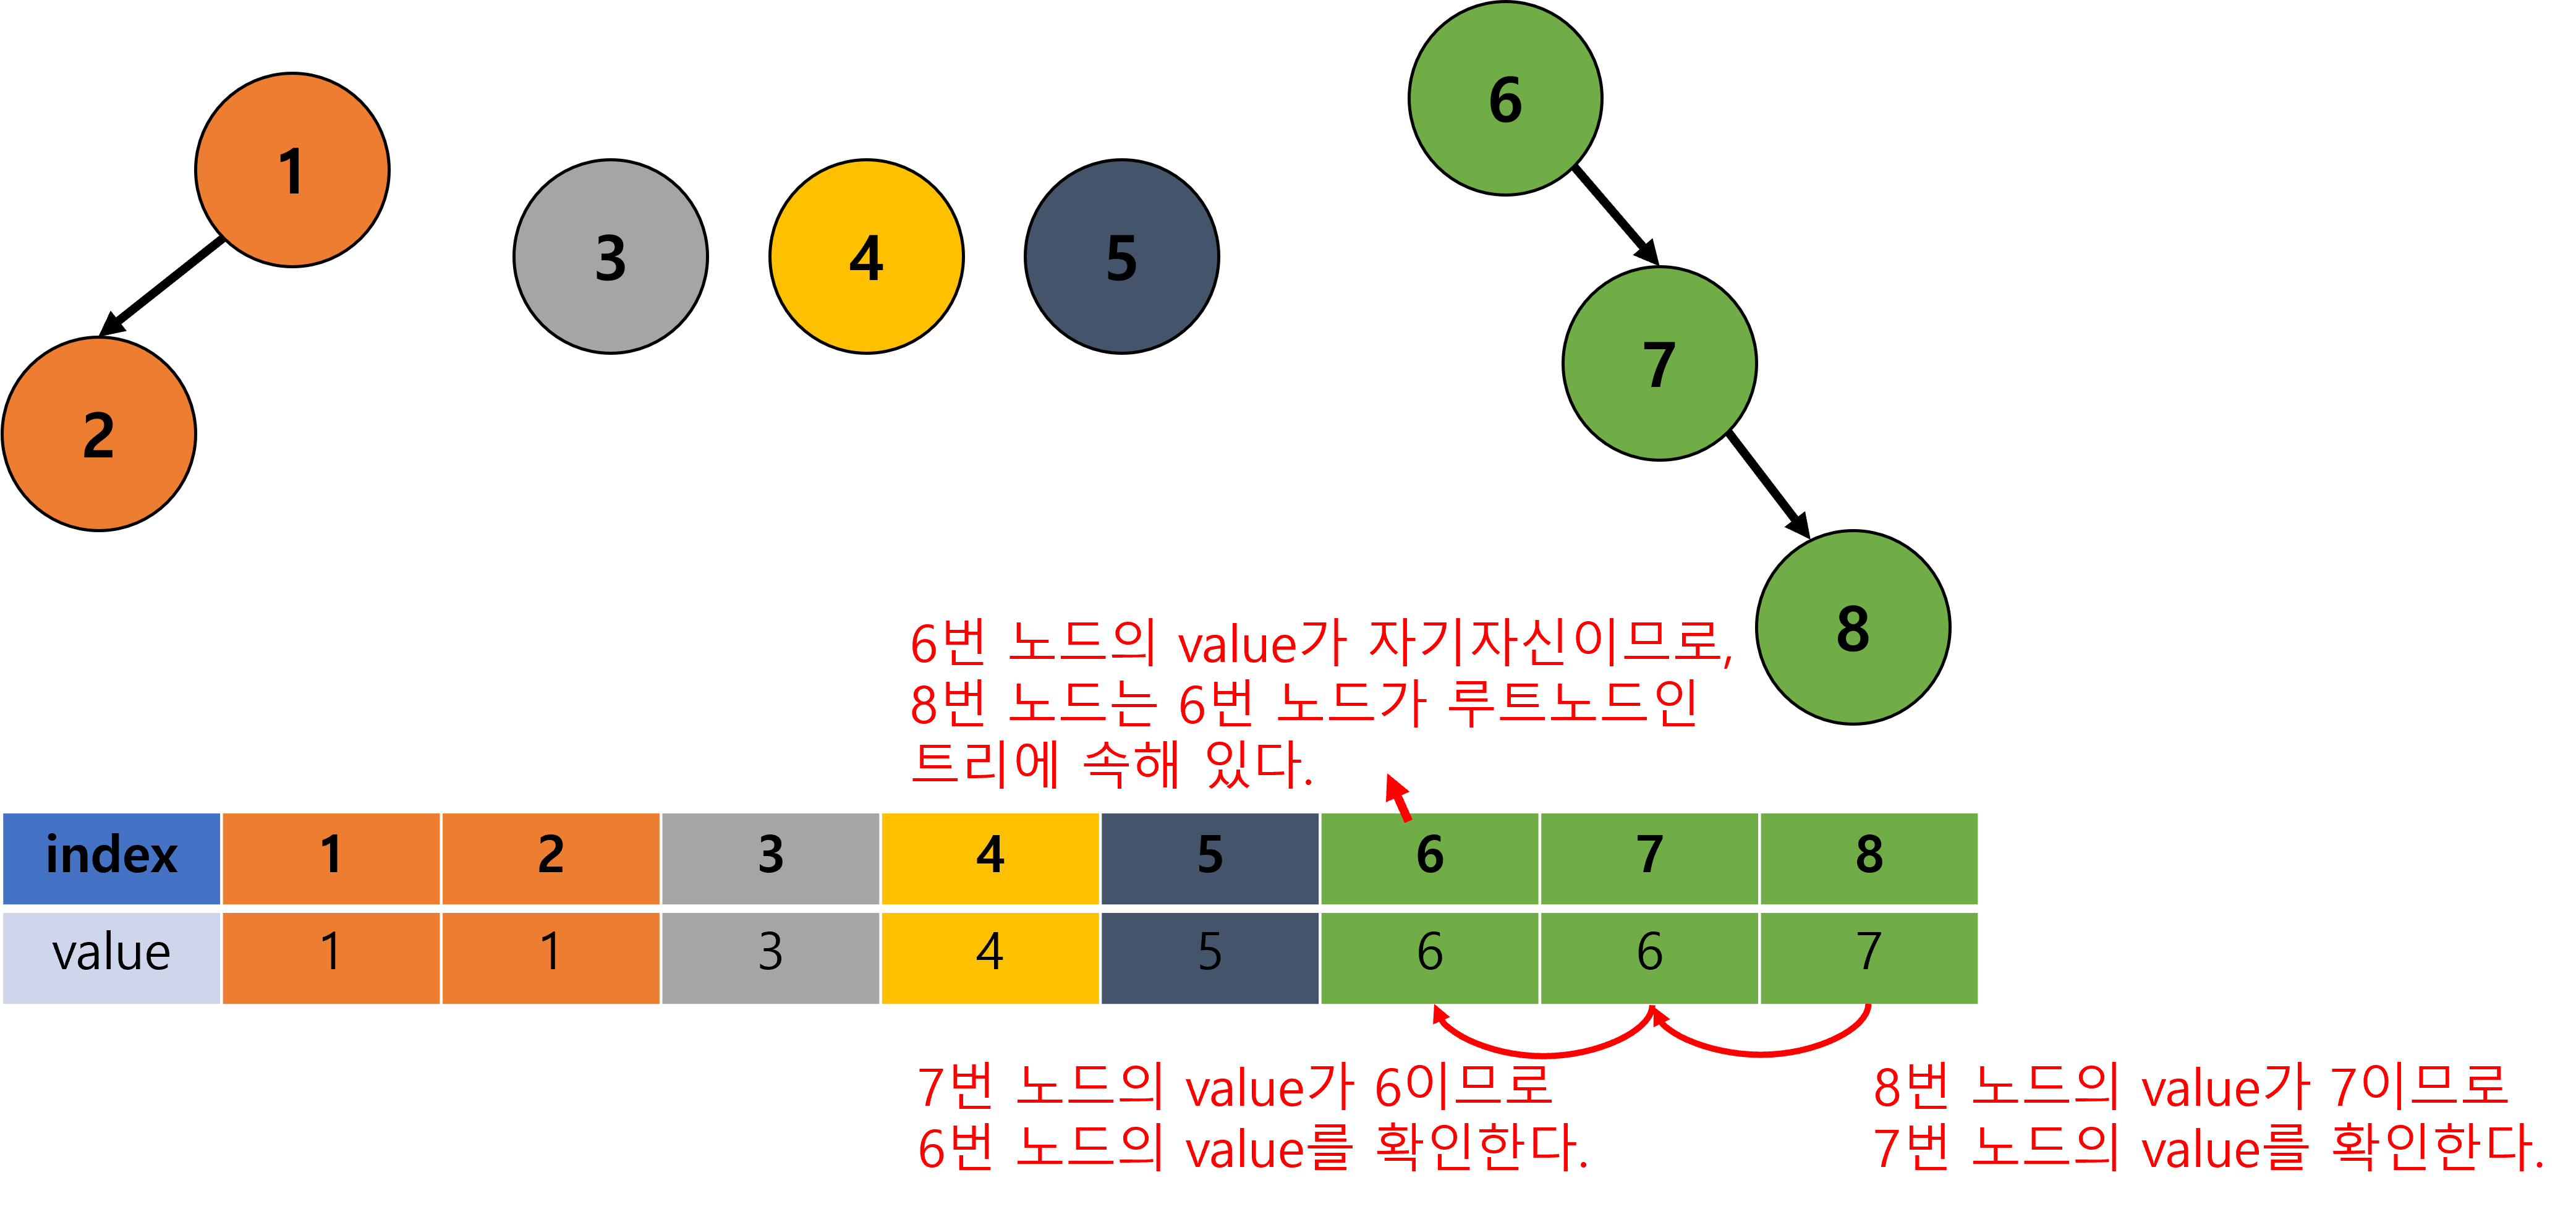 1
2
3
4
5
6
7
8
6번 노드의 value가 자기자신이므로,
8번 노드는 6번 노드가 루트노드인
트리에 속해 있다.
index 1 2 3 4 5 6 7 8
value 1 1 3 4 5 6 6 7
7번 노드의 value가 6이므로
6번 노드의 value를 확인한다.
8번 노드의 value가 7이므로
7번 노드의 value를 확인한다.